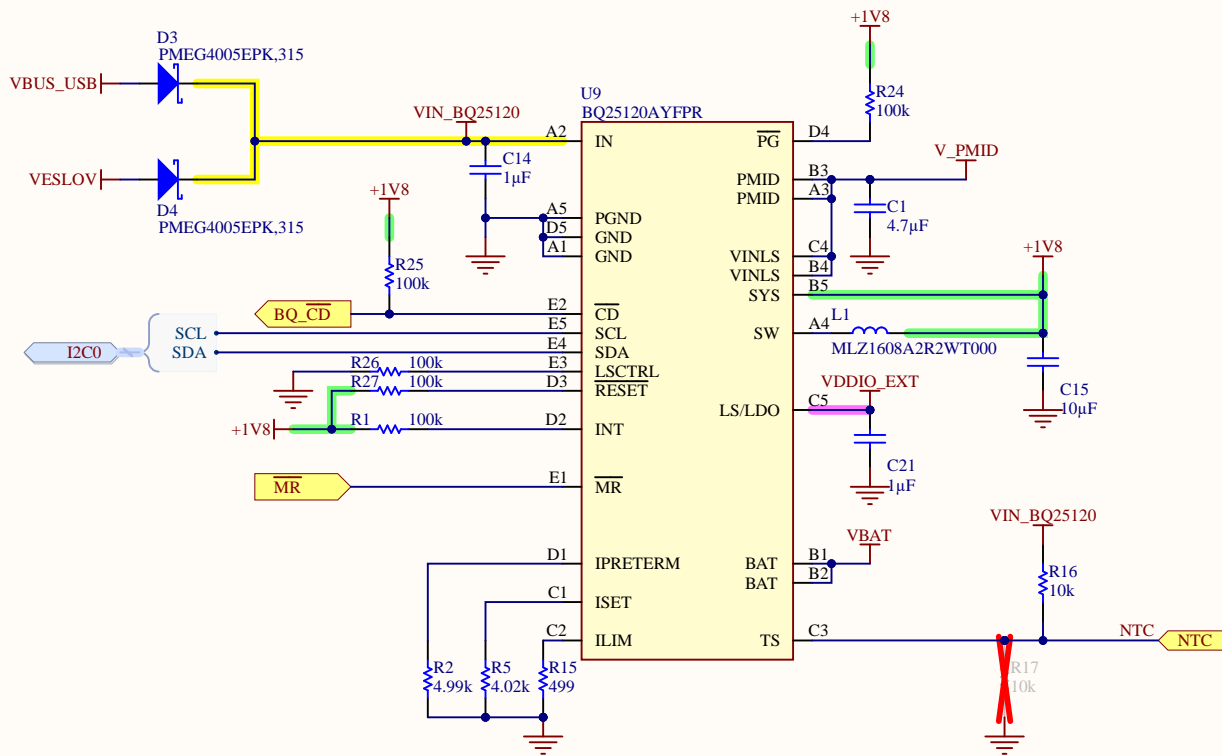 D3
PMEG4005EPK,315
VBUS_USB
VESLOV
D4
PMEG4005EPK,315
VIN_BQ25120
C14
1µF
+1V8
R25
100k
BQ_CD
I2C0
SCL
SDA
R26 100k
R27 100k
+1V8
R1 100k
MR
R2
4.99k
R5
4.02k
R15
499
U9
BQ25120AYFPR
A2 IN
A5 PGND
D5 GND
A1 GND
E2 CD
E5 SCL
E4 SDA
E3 LSCTRL
D3 RESET
D2 INT
E1 MR
D1 IPRETERM
C1 ISET
C2 ILIM
PG D4
PMID B3
PMID A3
VINLS C4
VINLS B4
SYS B5
SW A4
LS/LDO C5
BAT B1
BAT B2
TS C3
+1V8
R24
100k
V_PMID
C1
4.7µF
+1V8
L1
MLZ1608A2R2WT000
C15
10µF
VDDIO_EXT
C21
1µF
VBAT
VIN_BQ25120
R16
10k
NTC
NTC
R17
10k